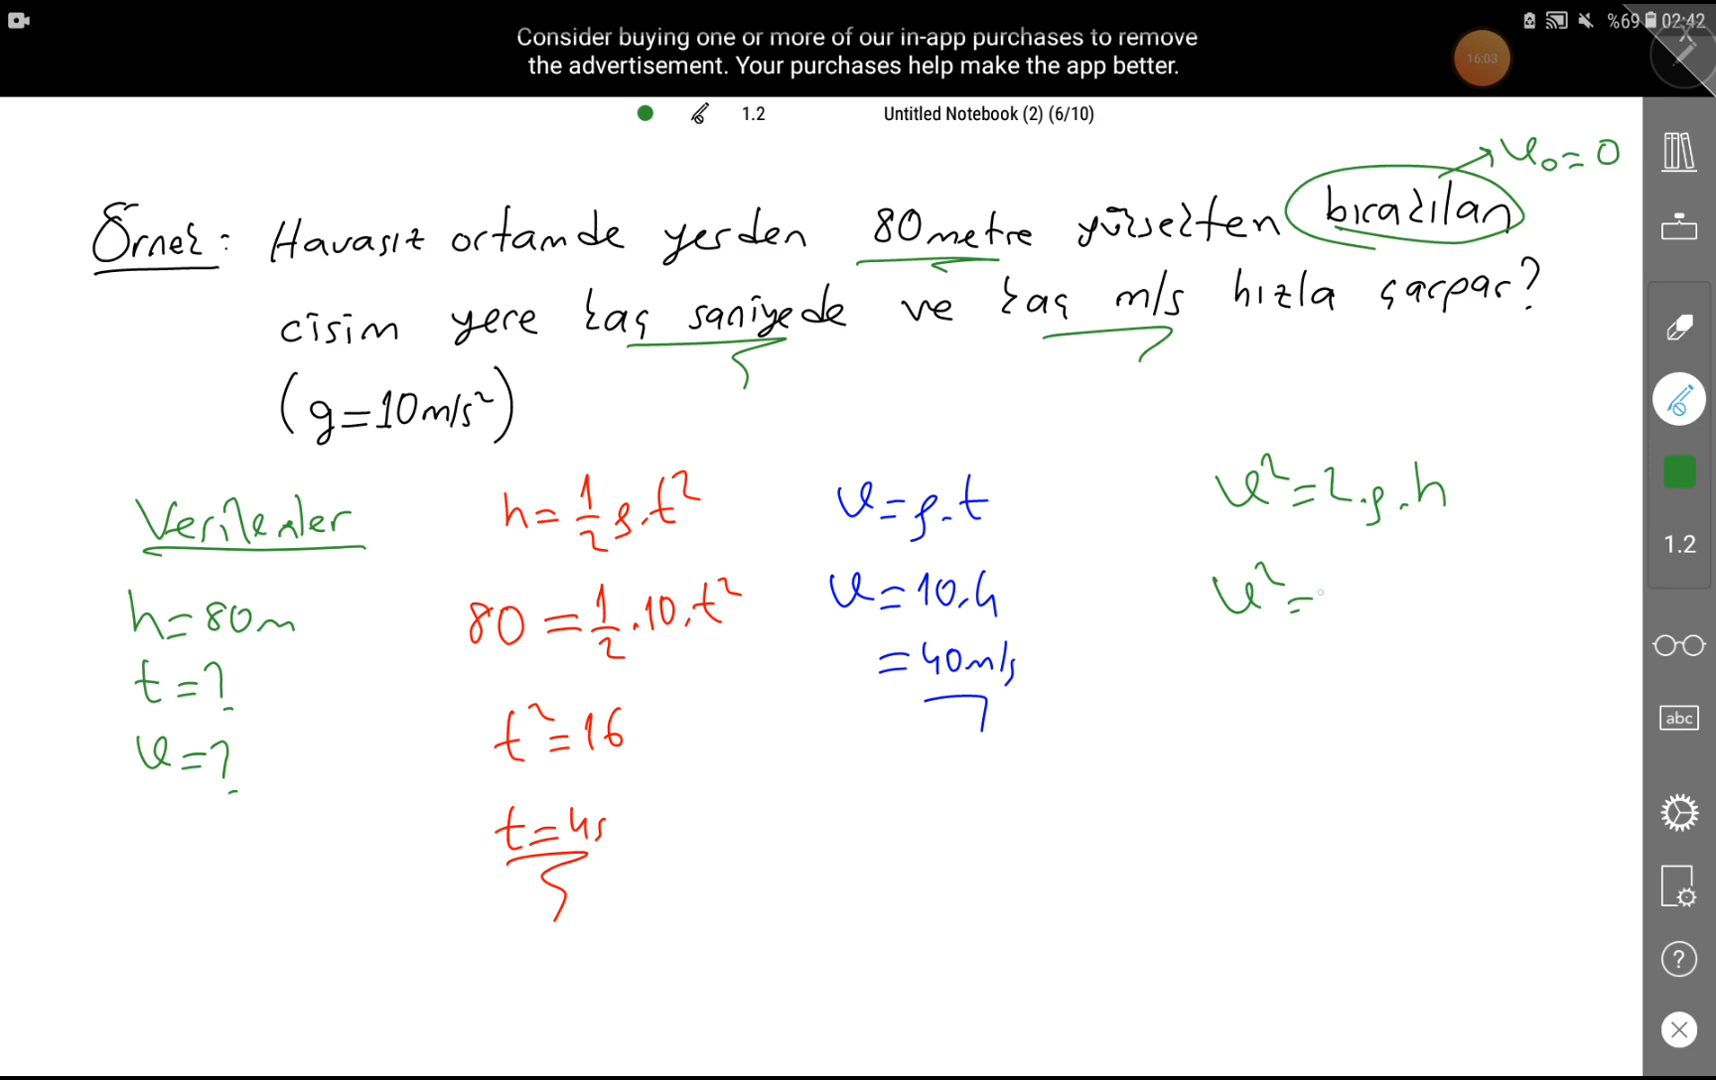 %69 02:42
Consider buying one or more of our in-app purchases to remove
the advertisement. Your purchases help make the app better.
16:03
X
1.2 Untitled Notebook (2) (6/10)
v₀=0
Örnek: Havasız ortamda yerden 80metre yükselten bırakılan
cisim yere kaç saniyede ve kaç m/s hızla çarpar?
(g=10m/s²)
Verilenler
h=80m
t=?
v=?
h=1/2 g.t²
80=1/2.10.t²
t²=16
t=4s
v=g.t
v=10.4
=40m/s
v²=2.g.h
v²=
1.2
abc
?